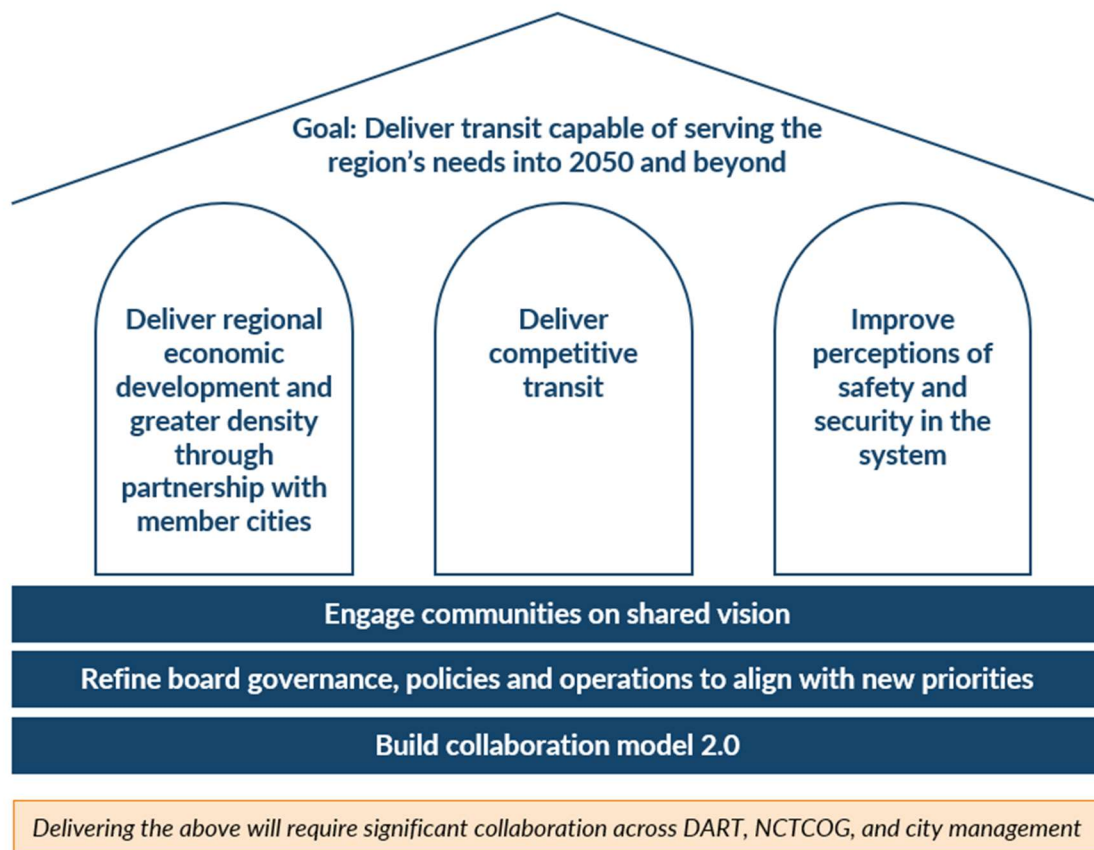 Goal: Deliver transit capable of serving the
region’s needs into 2050 and beyond
Deliver regional
economic
development and
greater density
through
partnership with
member cities
Deliver
competitive
transit
Improve
perceptions of
safety and
security in the
system
Engage communities on shared vision
Refine board governance, policies and operations to align with new priorities
Build collaboration model 2.0
Delivering the above will require significant collaboration across DART, NCTCOG, and city management